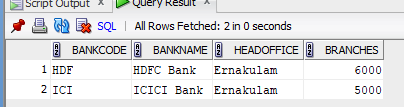 Script Output × Query Result ×
SQL | All Rows Fetched: 2 in 0 seconds
BANKCODE BANKNAME HEADOFFICE BRANCHES
1 HDF HDFC Bank Ernakulam 6000
2 ICI ICICI Bank Ernakulam 5000